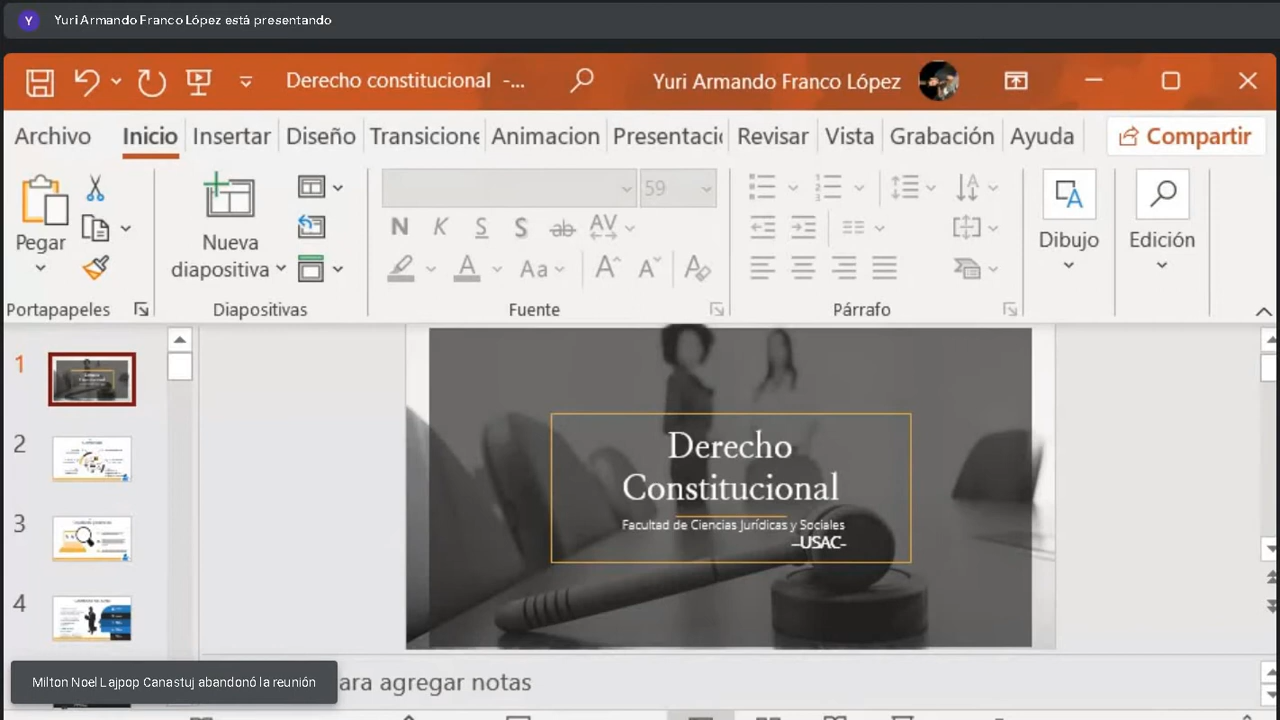 Y Yuri Armando Franco López está presentando
Derecho constitucional -...
Yuri Armando Franco López
Archivo Inicio Insertar Diseño Transicione Animacion Presentació Revisar Vista Grabación Ayuda Compartir
59
N K S S ab AV
Pegar
Nueva
diapositiva
Aa A A A
Dibujo
Edición
Portapapeles
Diapositivas
Fuente
Párrafo
1
2
3
4
Derecho
Constitucional
Facultad de Ciencias Jurídicas y Sociales
–USAC–
Milton Noel Lajpop Canastuj abandonó la reunión
ara agregar notas